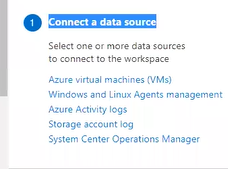 1
Connect a data source
Select one or more data sources
to connect to the workspace
Azure virtual machines (VMs)
Windows and Linux Agents management
Azure Activity logs
Storage account log
System Center Operations Manager